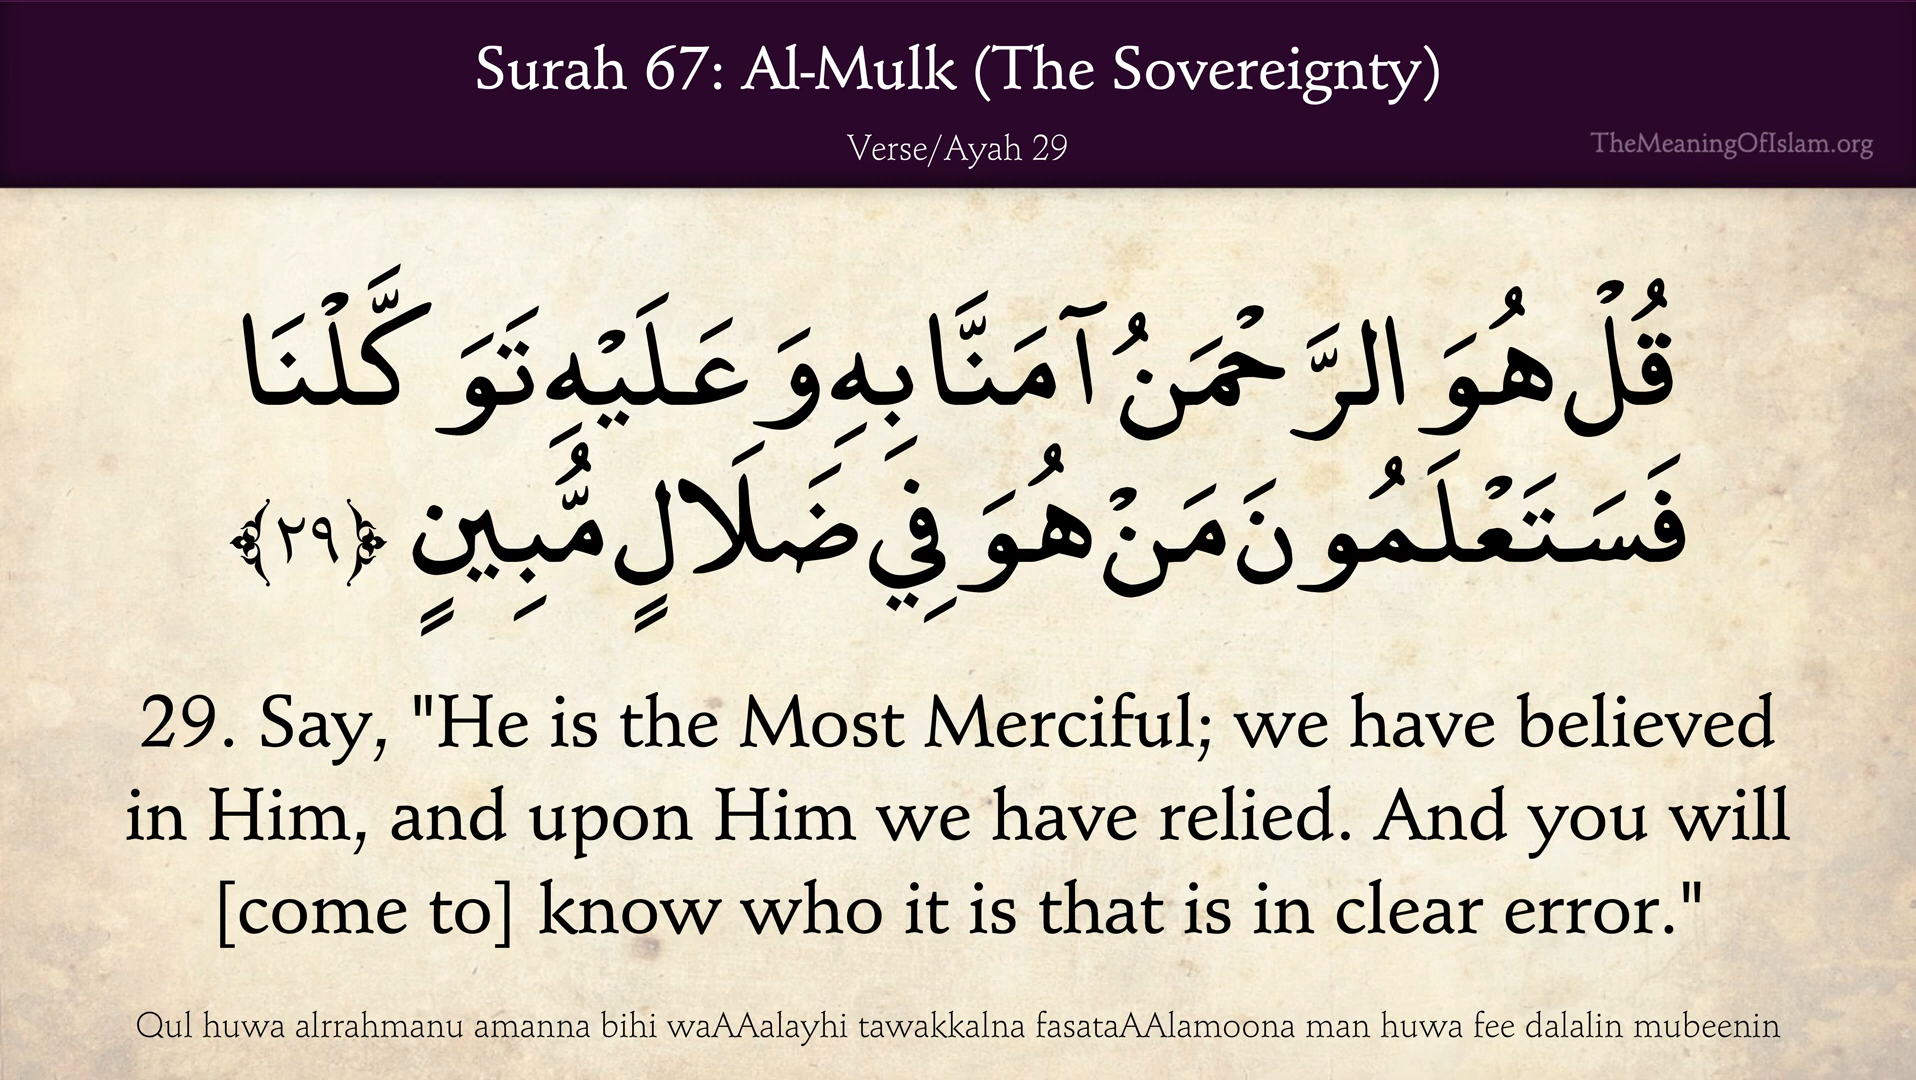 Surah 67: Al-Mulk (The Sovereignty)
Verse/Ayah 29
TheMeaningOfIslam.org
قُلْ هُوَ الرَّحْمَنُ آمَنَّا بِهِ وَعَلَيْهِ تَوَكَّلْنَا
فَسَتَعْلَمُونَ مَنْ هُوَ فِي ضَلَالٍ مُّبِينٍ ﴿٢٩﴾
29. Say, "He is the Most Merciful; we have believed
in Him, and upon Him we have relied. And you will
[come to] know who it is that is in clear error."
Qul huwa alrrahmanu amanna bihi waAAalayhi tawakkalna fasataAAlamoona man huwa fee dalalin mubeenin